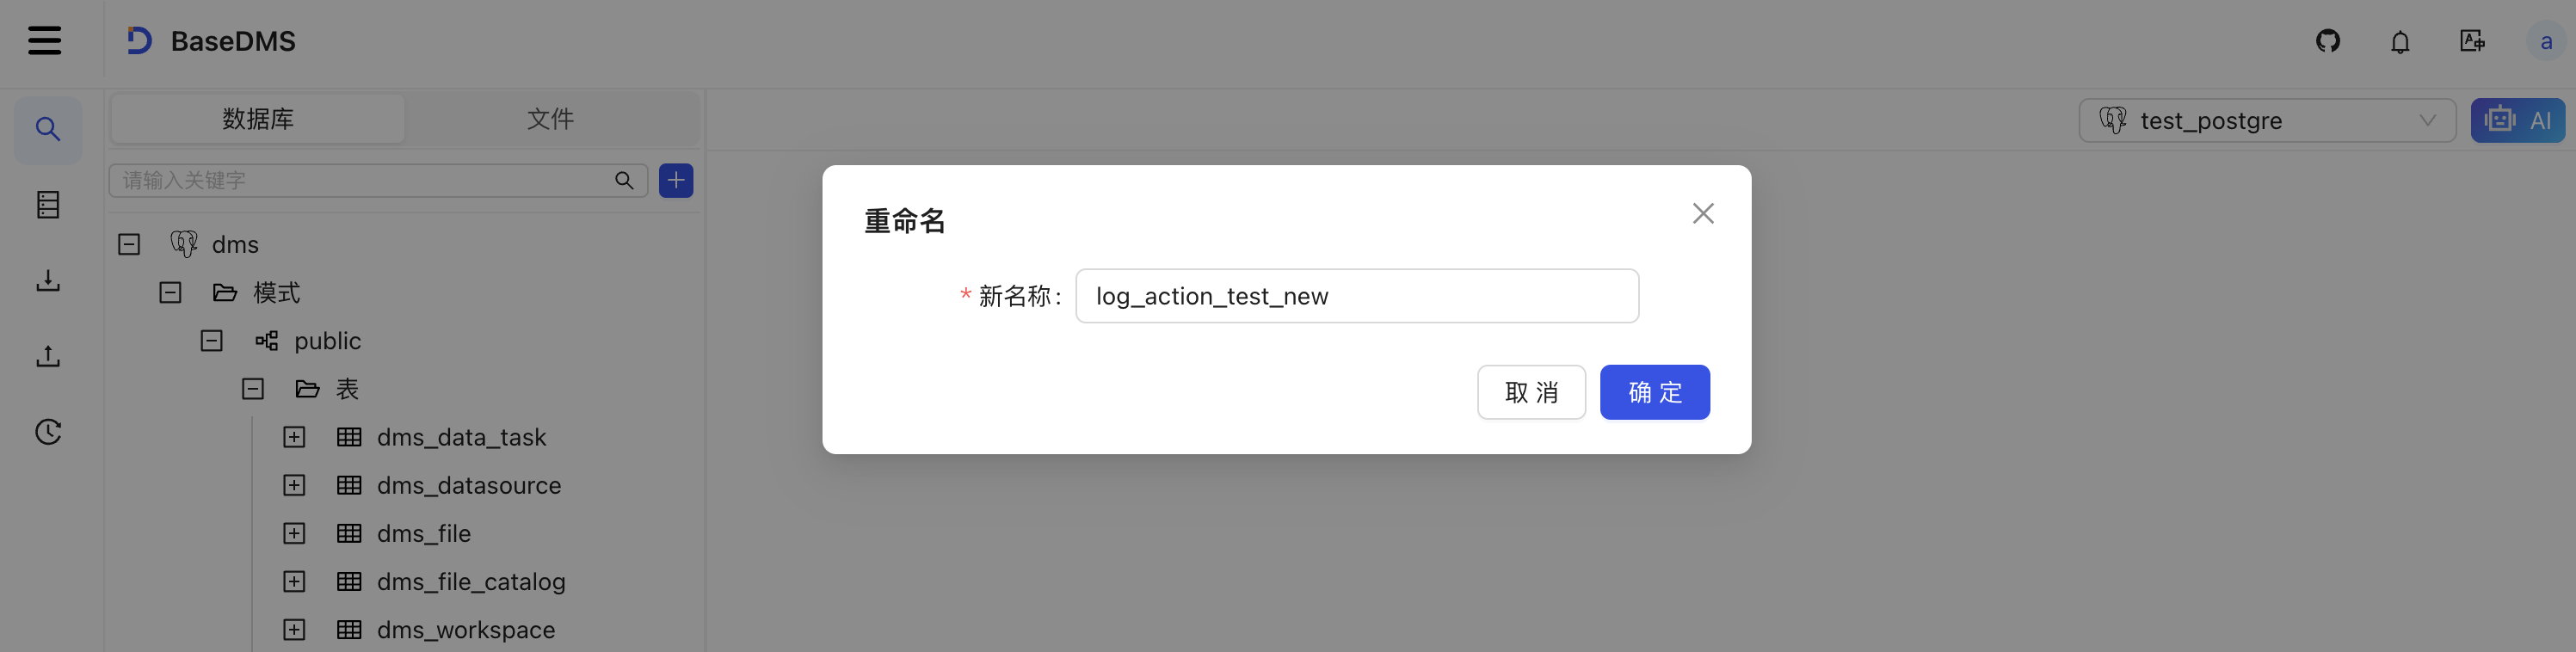 BaseDMS
a
数据库
文件
test_postgre
AI
请输入关键字
重命名
* 新名称:
log_action_test_new
取 消
确 定
dms
模式
public
表
dms_data_task
dms_datasource
dms_file
dms_file_catalog
dms_workspace